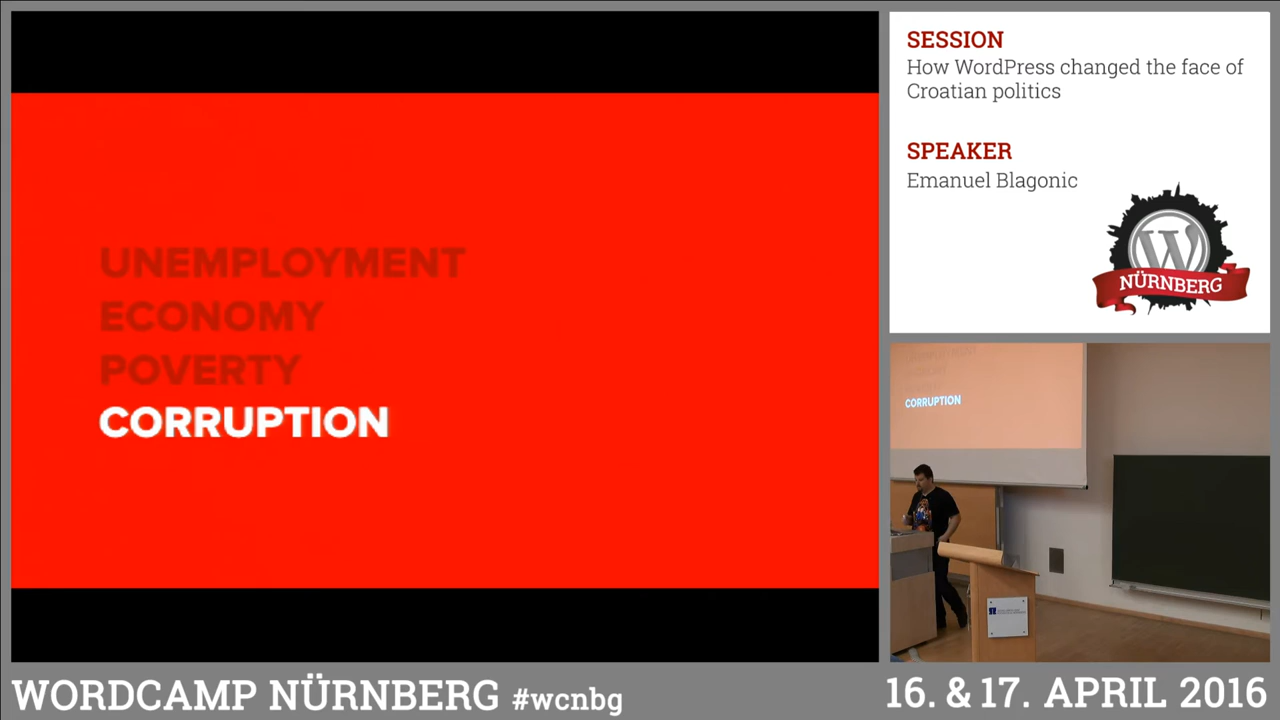 UNEMPLOYMENT
ECONOMY
POVERTY
CORRUPTION
SESSION
How WordPress changed the face of
Croatian politics
SPEAKER
Emanuel Blagonic
W
NÜRNBERG
CORRUPTION
WORDCAMP NÜRNBERG #wcnbg
16. & 17. APRIL 2016